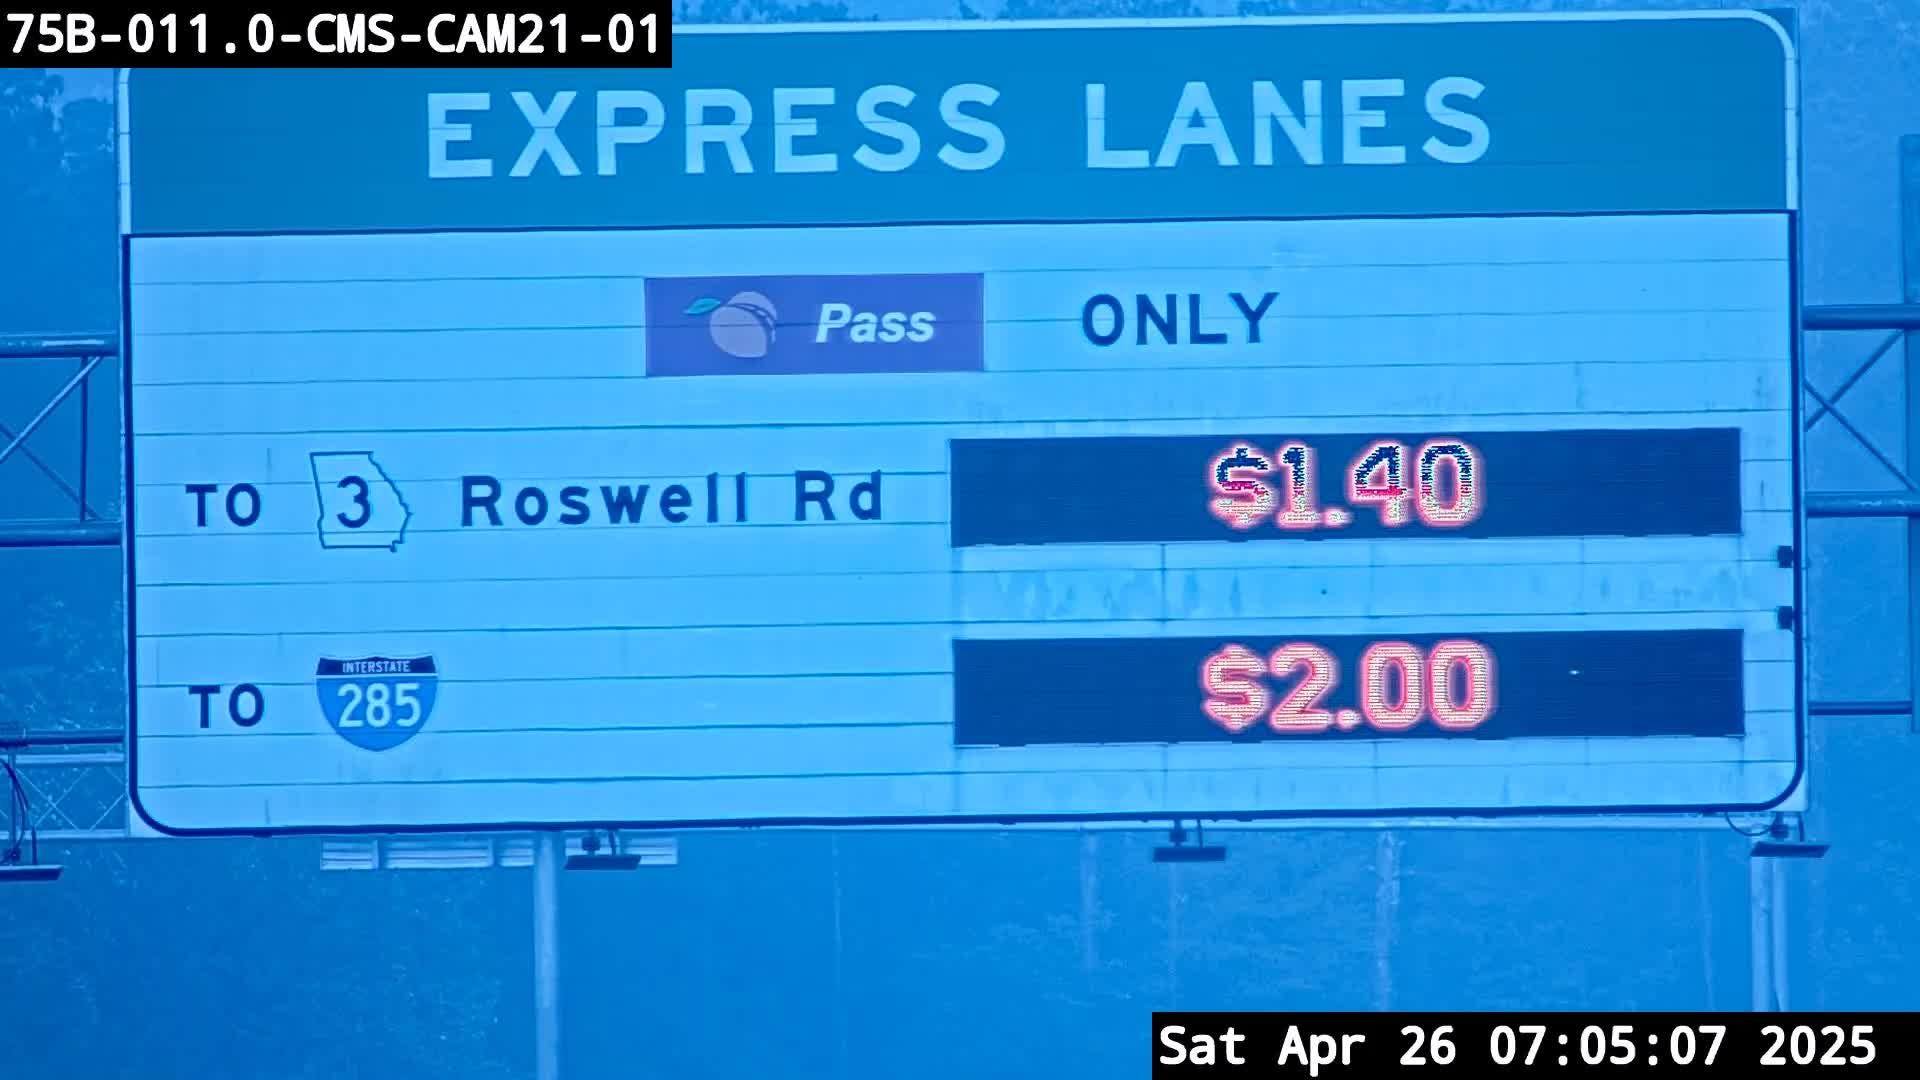 75B-011.0-CMS-CAM21-01
EXPRESS LANES
Pass ONLY
TO 3 Roswell Rd $1.40
INTERSTATE
TO 285 $2.00
Sat Apr 26 07:05:07 2025